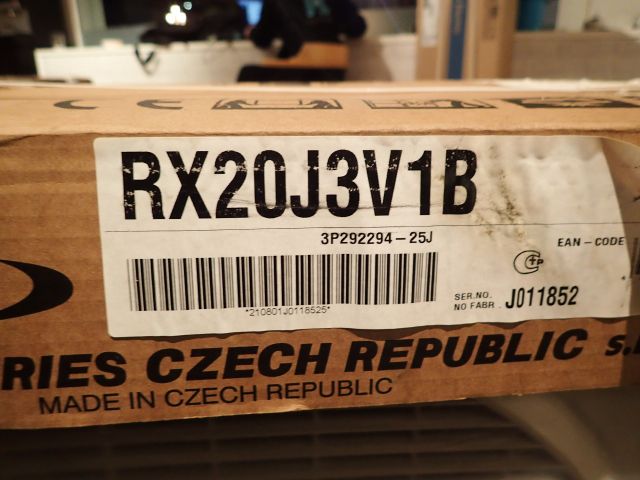 RX20J3V1B
3P292294-25J
EAN-CODE
*210801J0118525*
SER.NO.
NO FABR. J011852
RIES CZECH REPUBLIC s.
MADE IN CZECH REPUBLIC